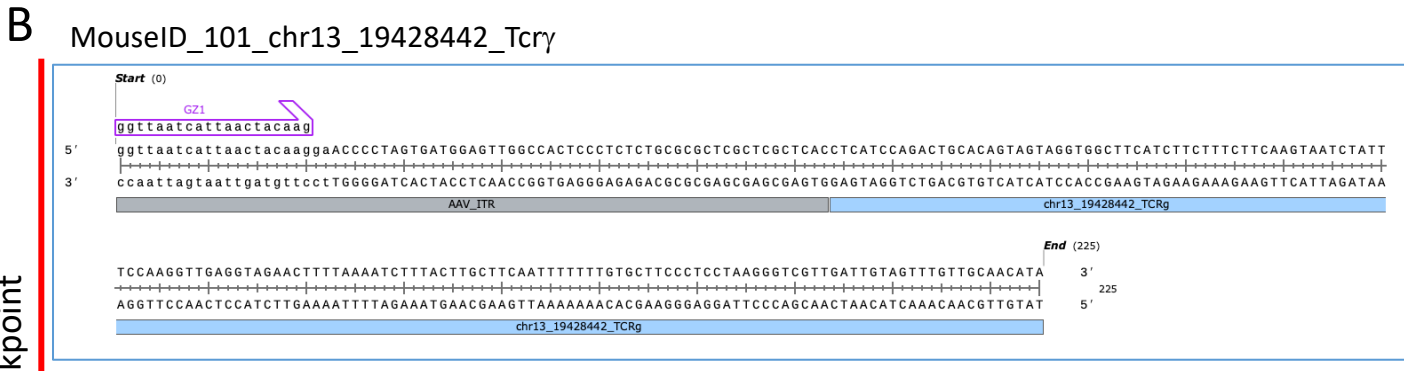 B
MouseID_101_chr13_19428442_Tcrγ
Start (0)
GZ1
ggttaatcattaactacaag
5′ ggttaatcattaactacaaggaACCCCTAGTGATGGAGTTGGCCACTCCCTCTCTGCGCGCTCGCTCGCTCACCTCATCCAGACTGCACAGTAGTAGGTGGCTTCATCTTCTTTCTTCAAGTAATCTATT
3′ ccaattagtaattgatgttcctTGGGGATCACTACCTCAACCGGTGAGGGAGAGACGCGCGAGCGAGCGAGTGGAGTAGGTCTGACGTGTCATCATCCACCGAAGTAGAAGAAAGAAGTTCATTAGATAA
AAV_ITR chr13_19428442_TCRg
End (225)
TCCAAGGTTGAGGTAGAACTTTTAAAATCTTTACTTGCTTCAATTTTTTTGTGCTTCCCTCCTAAGGGTCGTTGATTGTAGTTTGTTGCAACATA 3′
225
AGGTTCCAACTCCATCTTGAAAATTTTAGAAATGAACGAAGTTAAAAAAACACGAAGGGAGGATTCCCAGCAACTAACATCAAACAACGTTGTAT 5′
chr13_19428442_TCRg
kpoint